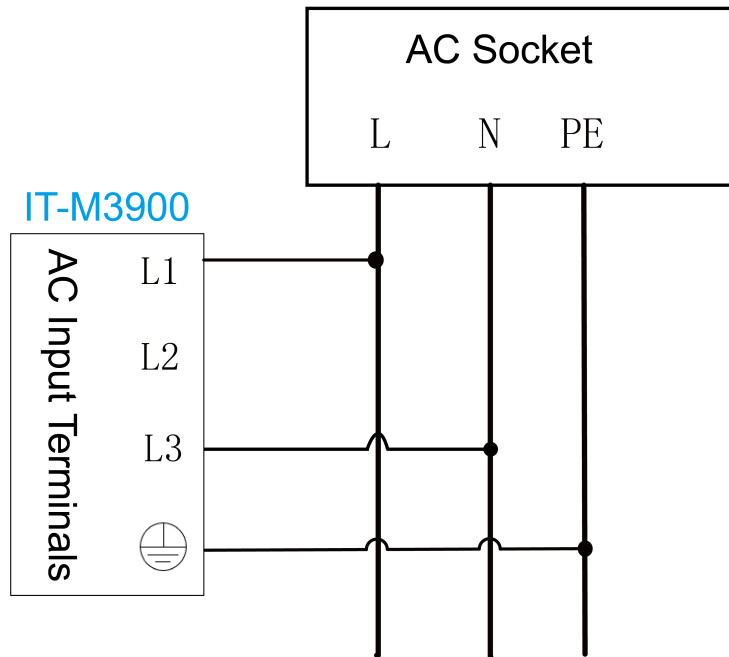 AC Socket
L N PE
IT-M3900
AC Input Terminals
L1
L2
L3